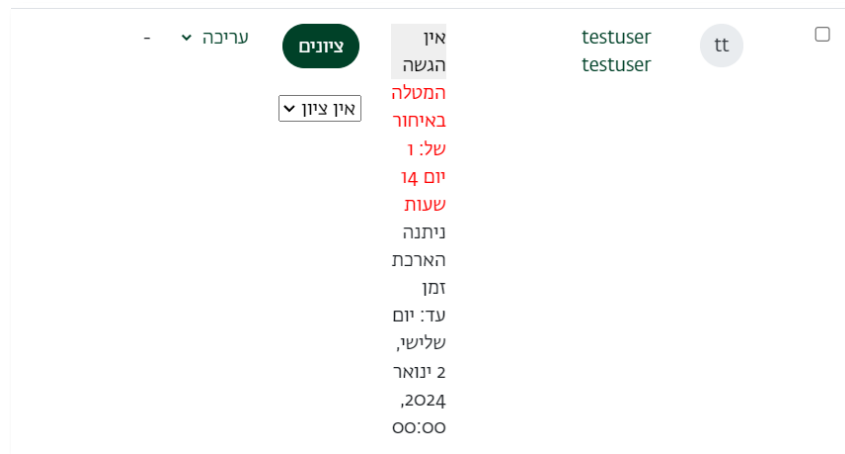 tt
testuser
testuser
אין
הגשה
המטלה
באיחור
של: 1
יום 14
שעות
ניתנה
הארכת
זמן
עד: יום
שלישי,
2 ינואר
2024,
00:00
ציונים
אין ציון
עריכה
-